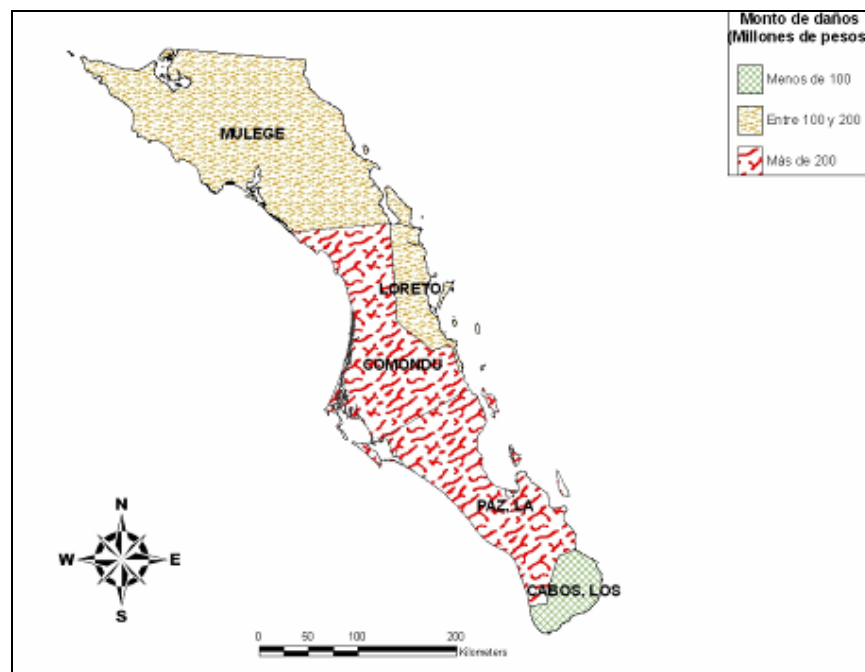 Monto de daños
(Millones de pesos
Menos de 100
Entre 100 y 200
Más de 200
MULEGE
LORETO
COMONDU
PAZ, LA
CABOS, LOS
N
W E
S
0 50 100 200
Kilometers